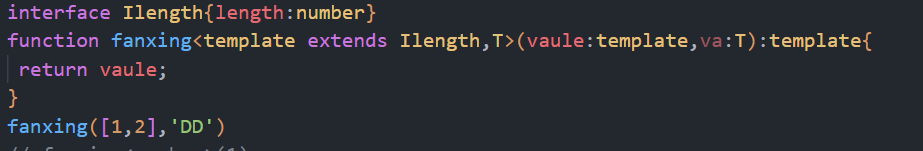 interface Ilength{length:number}
function fanxing<template extends Ilength,T>(vaule:template,va:T):template{
return vaule;
}
fanxing([1,2],'DD')